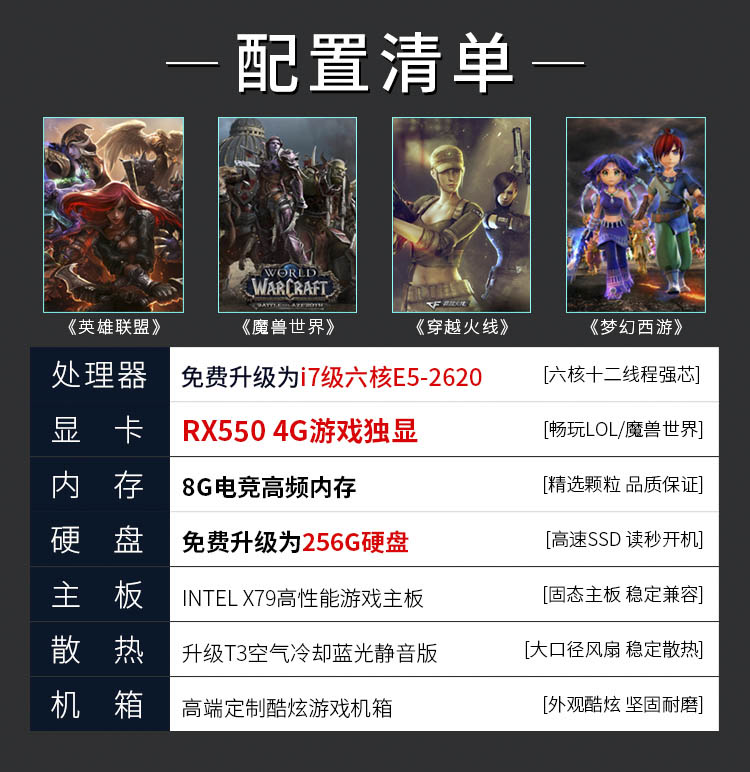 配置清单
WORLD
WARCRAFT
BATTLE FOR AZEROTH
CF 穿越火线
《英雄联盟》
《魔兽世界》
《穿越火线》
《梦幻西游》
处理器 免费升级为i7级六核E5-2620 [六核十二线程强芯]
显 卡 RX550 4G游戏独显 [畅玩LOL/魔兽世界]
内 存 8G电竞高频内存 [精选颗粒 品质保证]
硬 盘 免费升级为256G硬盘 [高速SSD 读秒开机]
主 板 INTEL X79高性能游戏主板 [固态主板 稳定兼容]
散 热 升级T3空气冷却蓝光静音版 [大口径风扇 稳定散热]
机 箱 高端定制酷炫游戏机箱 [外观酷炫 坚固耐磨]